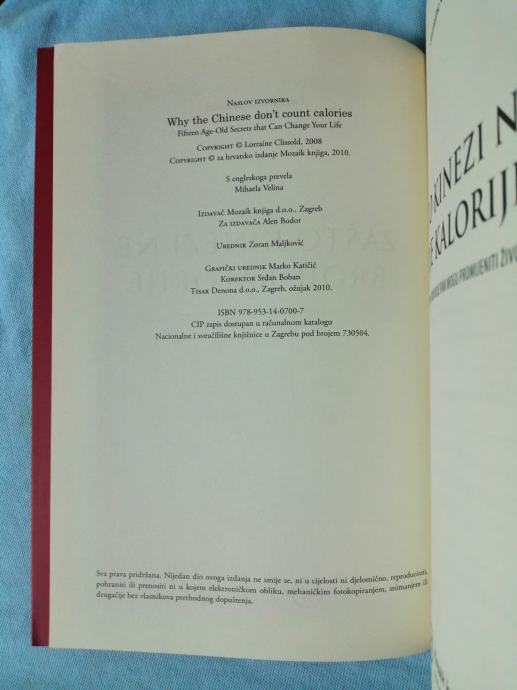 NASLOV IZVORNIKA
Why the Chinese don't count calories
Fifteen Age-Old Secrets that Can Change Your Life
COPYRIGHT © Lorraine Clissold, 2008
COPYRIGHT © za hrvatsko izdanje Mozaik knjiga, 2010.
S engleskoga prevela
Mihaela Velina
IZDAVAČ Mozaik knjiga d.o.o., Zagreb
ZA IZDAVAČA Alen Bodor
UREDNIK Zoran Maljković
GRAFIČKI UREDNIK Marko Katičić
KOREKTOR Srđan Boban
TISAK Denona d.o.o., Zagreb, ožujak 2010.
ISBN 978-953-14-0700-7
CIP zapis dostupan u računalnom katalogu
Nacionalne i sveučilišne knjižnice u Zagrebu pod brojem 730504.
Sva prava pridržana. Nijedan dio ovoga izdanja ne smije se, ni u cijelosti ni djelomično, reproducirati,
pohraniti ili prenositi ni u kojem elektroničkom obliku, mehaničkim fotokopiranjem, snimanjem ili
drugačije bez vlasnikova prethodnog dopuštenja.
KINEZI N
KALORIJE
MOGU PROMIJENITI ŽIVO